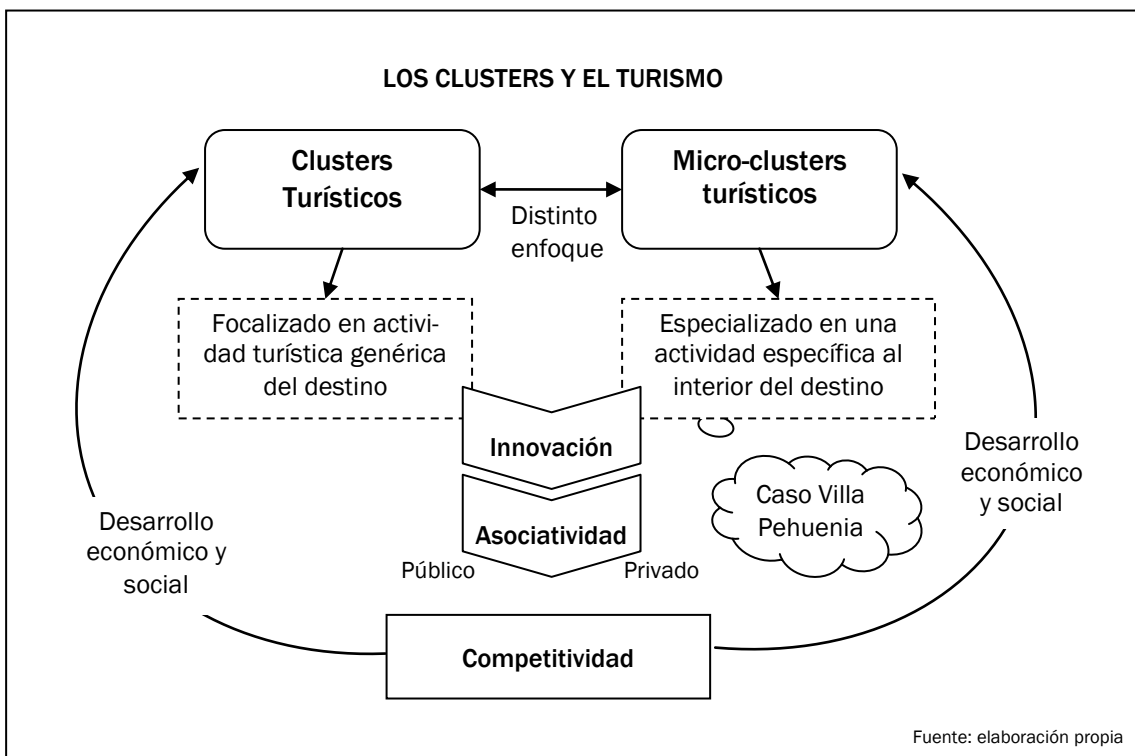 LOS CLUSTERS Y EL TURISMO
Clusters
Turísticos
Micro-clusters
turísticos
Distinto
enfoque
Focalizado en activi-
dad turística genérica
del destino
Especializado en una
actividad específica al
interior del destino
Innovación
Asociatividad
Público
Privado
Caso Villa
Pehuenia
Desarrollo
económico y
social
Desarrollo
económico
y social
Competitividad
Fuente: elaboración propia